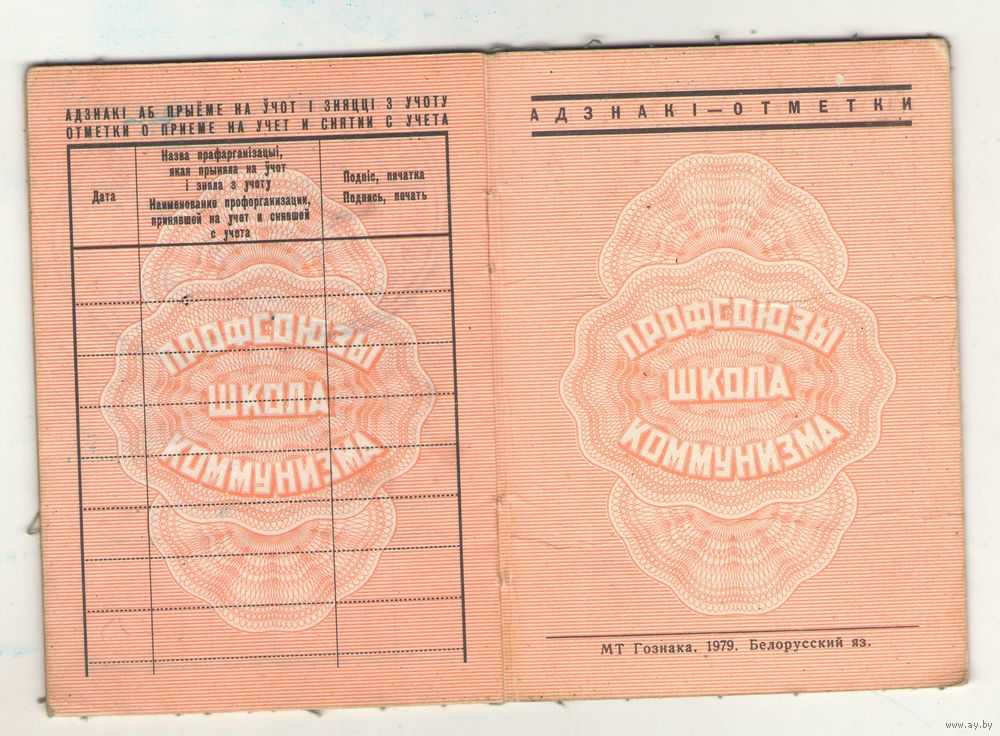 АДЗНАКІ АБ ПРЫЁМЕ НА ЎЧОТ І ЗНЯЦЦІ З УЧОТУ
ОТМЕТКИ О ПРИЕМЕ НА УЧЕТ И СНЯТИИ С УЧЕТА
Дата
Назва прафарганізацыі,
якая прыняла на ўчот
і зняла з учоту
Наименование профорганизации,
принявшей на учет и снявшей
с учета
Подпіс, пячатка
Подпись, печать
ПРОФСОЮЗЫ
ШКОЛА
КОММУНИЗМА
АДЗНАКІ—ОТМЕТКИ
ПРОФСОЮЗЫ
ШКОЛА
КОММУНИЗМА
МТ Гознака. 1979. Белорусский яз.
www.ay.by